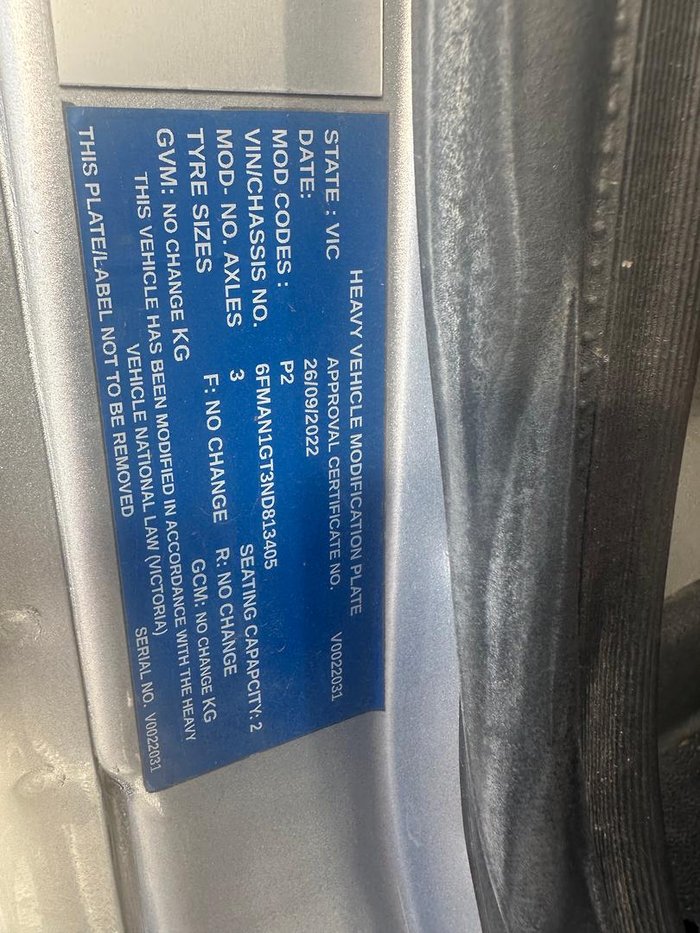 HEAVY VEHICLE MODIFICATION PLATE
STATE : VIC APPROVAL CERTIFICATE NO. V0022031
DATE: 26/09/2022
MOD CODES : P2
VIN/CHASSIS NO. 6FMAN1GT3ND813405
MOD- NO. AXLES 3 SEATING CAPAPCITY: 2
TYRE SIZES F: NO CHANGE R: NO CHANGE
GVM: NO CHANGE KG GCM: NO CHANGE KG
THIS VEHICLE HAS BEEN MODIFIED IN ACCORDANCE WITH THE HEAVY
VEHICLE NATIONAL LAW (VICTORIA)
THIS PLATE/LABEL NOT TO BE REMOVED SERIAL NO. V0022031